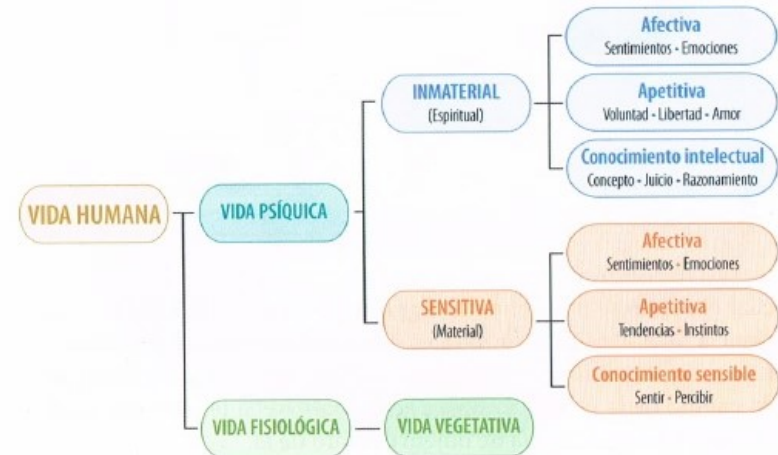 Afectiva
Sentimientos - Emociones
INMATERIAL
(Espiritual)
Apetitiva
Voluntad - Libertad - Amor
Conocimiento intelectual
Concepto - Juicio - Razonamiento
VIDA HUMANA
VIDA PSÍQUICA
Afectiva
Sentimientos - Emociones
SENSITIVA
(Material)
Apetitiva
Tendencias - Instintos
Conocimiento sensible
Sentir - Percibir
VIDA FISIOLÓGICA
VIDA VEGETATIVA